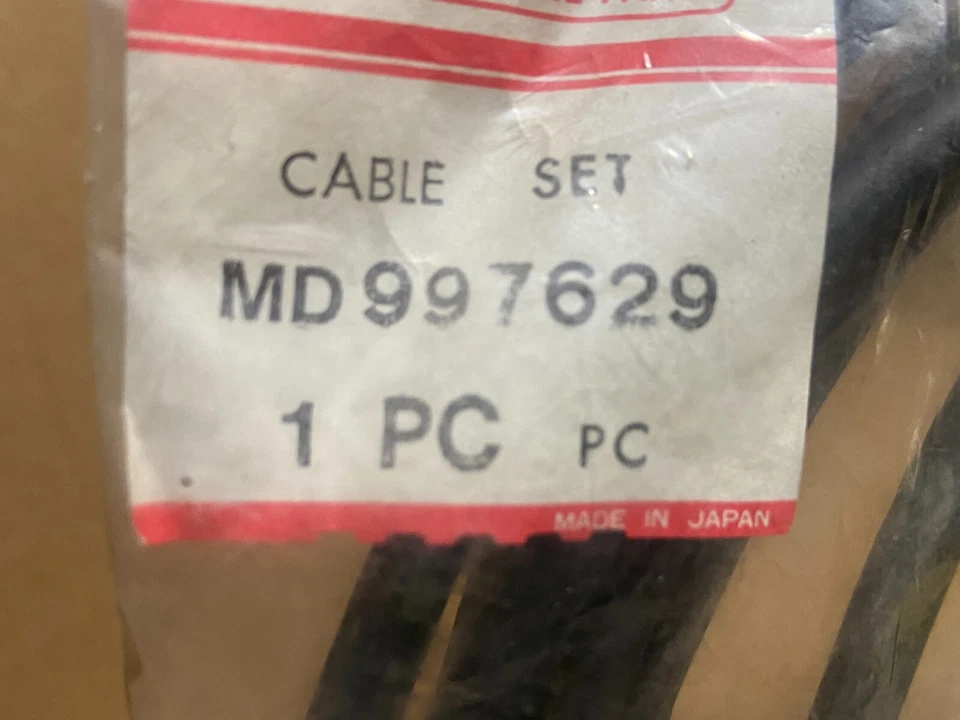 CABLE SET
MD997629
1 PC PC
MADE IN JAPAN